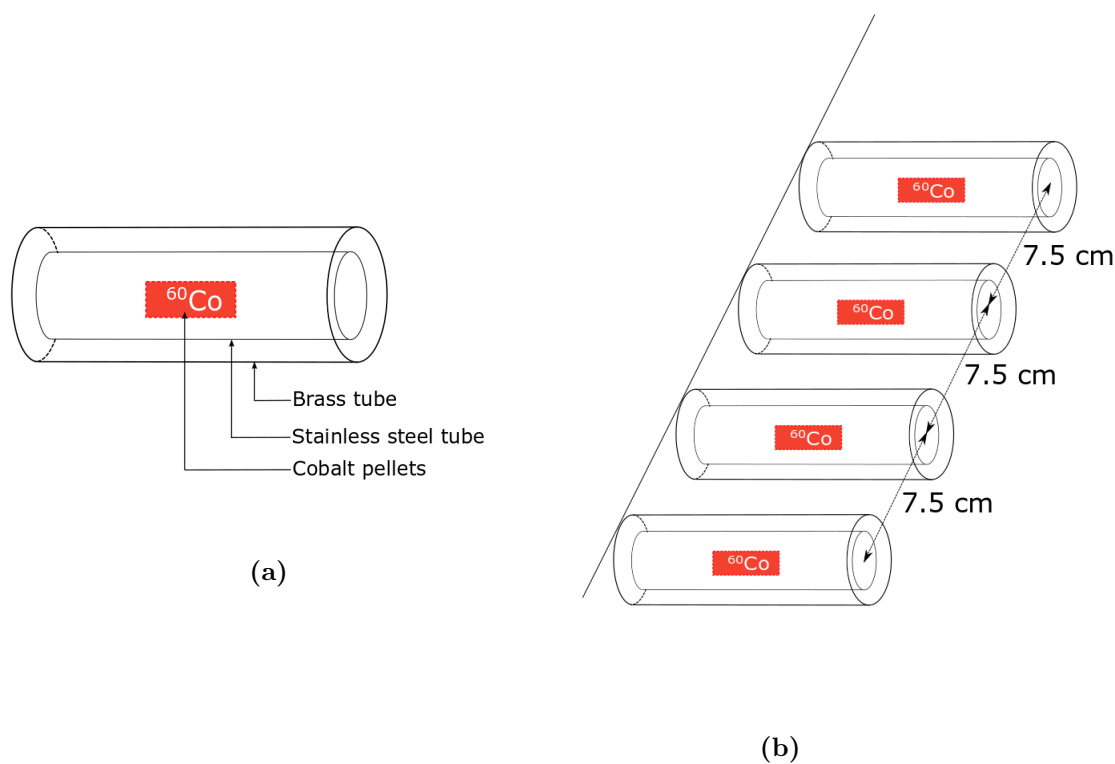 ⁶⁰Co
Brass tube
Stainless steel tube
Cobalt pellets
(a)
⁶⁰Co
7.5 cm
⁶⁰Co
7.5 cm
⁶⁰Co
7.5 cm
⁶⁰Co
(b)